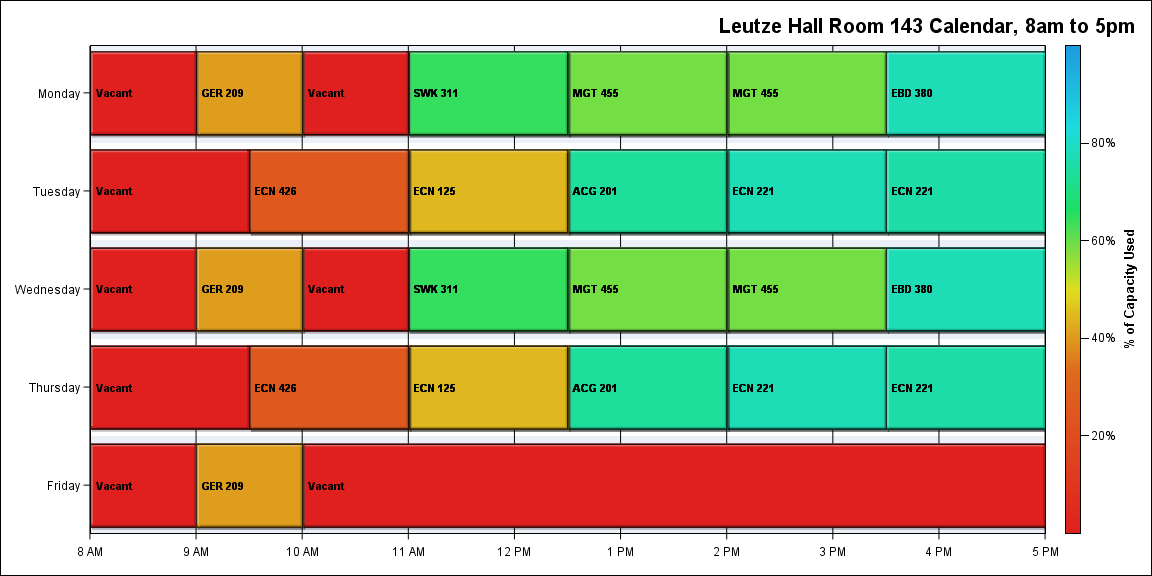 Leutze Hall Room 143 Calendar, 8am to 5pm
Monday
Vacant
GER 209
Vacant
SWK 311
MGT 455
MGT 455
EBD 380
Tuesday
Vacant
ECN 426
ECN 125
ACG 201
ECN 221
ECN 221
Wednesday
Vacant
GER 209
Vacant
SWK 311
MGT 455
MGT 455
EBD 380
Thursday
Vacant
ECN 426
ECN 125
ACG 201
ECN 221
ECN 221
Friday
Vacant
GER 209
Vacant
8 AM
9 AM
10 AM
11 AM
12 PM
1 PM
2 PM
3 PM
4 PM
5 PM
80%
60%
40%
20%
% of Capacity Used